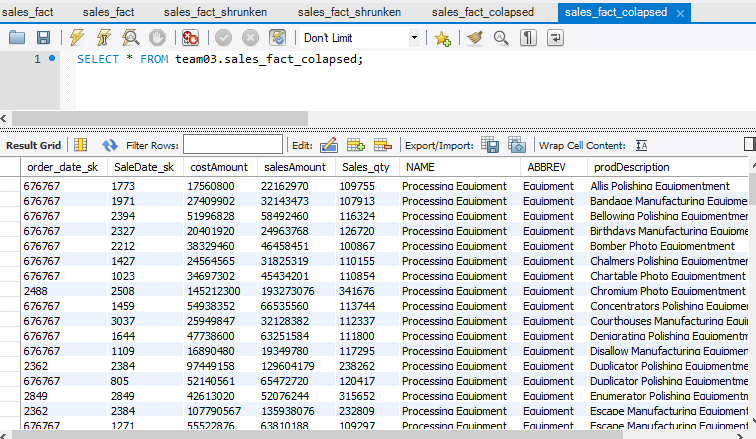 sales_fact sales_fact sales_fact_shrunken sales_fact_shrunken sales_fact_colapsed sales_fact_colapsed
Don't Limit
1 SELECT * FROM team03.sales_fact_colapsed;
Result Grid Filter Rows: Edit: Export/Import: Wrap Cell Content:
order_date_sk SaleDate_sk costAmount salesAmount Sales_qty NAME ABBREV prodDescription
676767 1773 17560800 22162970 109755 Processing Equipment Equipment Allis Polishing Equipmentment
676767 1971 27409902 32143473 107913 Processing Equipment Equipment Bandage Manufacturing Equipme
676767 2394 51996828 58492460 116324 Processing Equipment Equipment Bellowing Polishing Equipmentme
676767 2327 20401920 24963768 126720 Processing Equipment Equipment Birthdays Manufacturing Equipme
676767 2212 38329460 46458451 100867 Processing Equipment Equipment Bomber Photo Equipmentment
676767 1427 24564565 31825319 110155 Processing Equipment Equipment Chalmers Polishing Equipmentme
676767 1023 34697302 45434201 110854 Processing Equipment Equipment Chartable Photo Equipmentment
2488 2508 145212300 193273076 341676 Processing Equipment Equipment Chromium Photo Equipmentment
676767 1459 54938352 66535560 113744 Processing Equipment Equipment Concentrators Polishing Equipme
676767 3037 25949847 32128382 112337 Processing Equipment Equipment Courthouses Manufacturing Equi
676767 1644 47738600 63251584 111800 Processing Equipment Equipment Denigrating Polishing Equipment
676767 1109 16890480 19349780 117295 Processing Equipment Equipment Disallow Manufacturing Equipme
2362 2384 97449158 129604179 238262 Processing Equipment Equipment Duplicator Polishing Equipmentm
676767 805 52140561 65472720 120417 Processing Equipment Equipment Duplicator Polishing Equipmentm
2849 2849 42613020 52076244 315652 Processing Equipment Equipment Enumerator Polishing Equipment
2362 2384 107790567 135938076 232809 Processing Equipment Equipment Escape Manufacturing Equipmen
676767 1271 55522876 63810188 109297 Processing Equipment Equipment Escape Manufacturing Equipmen